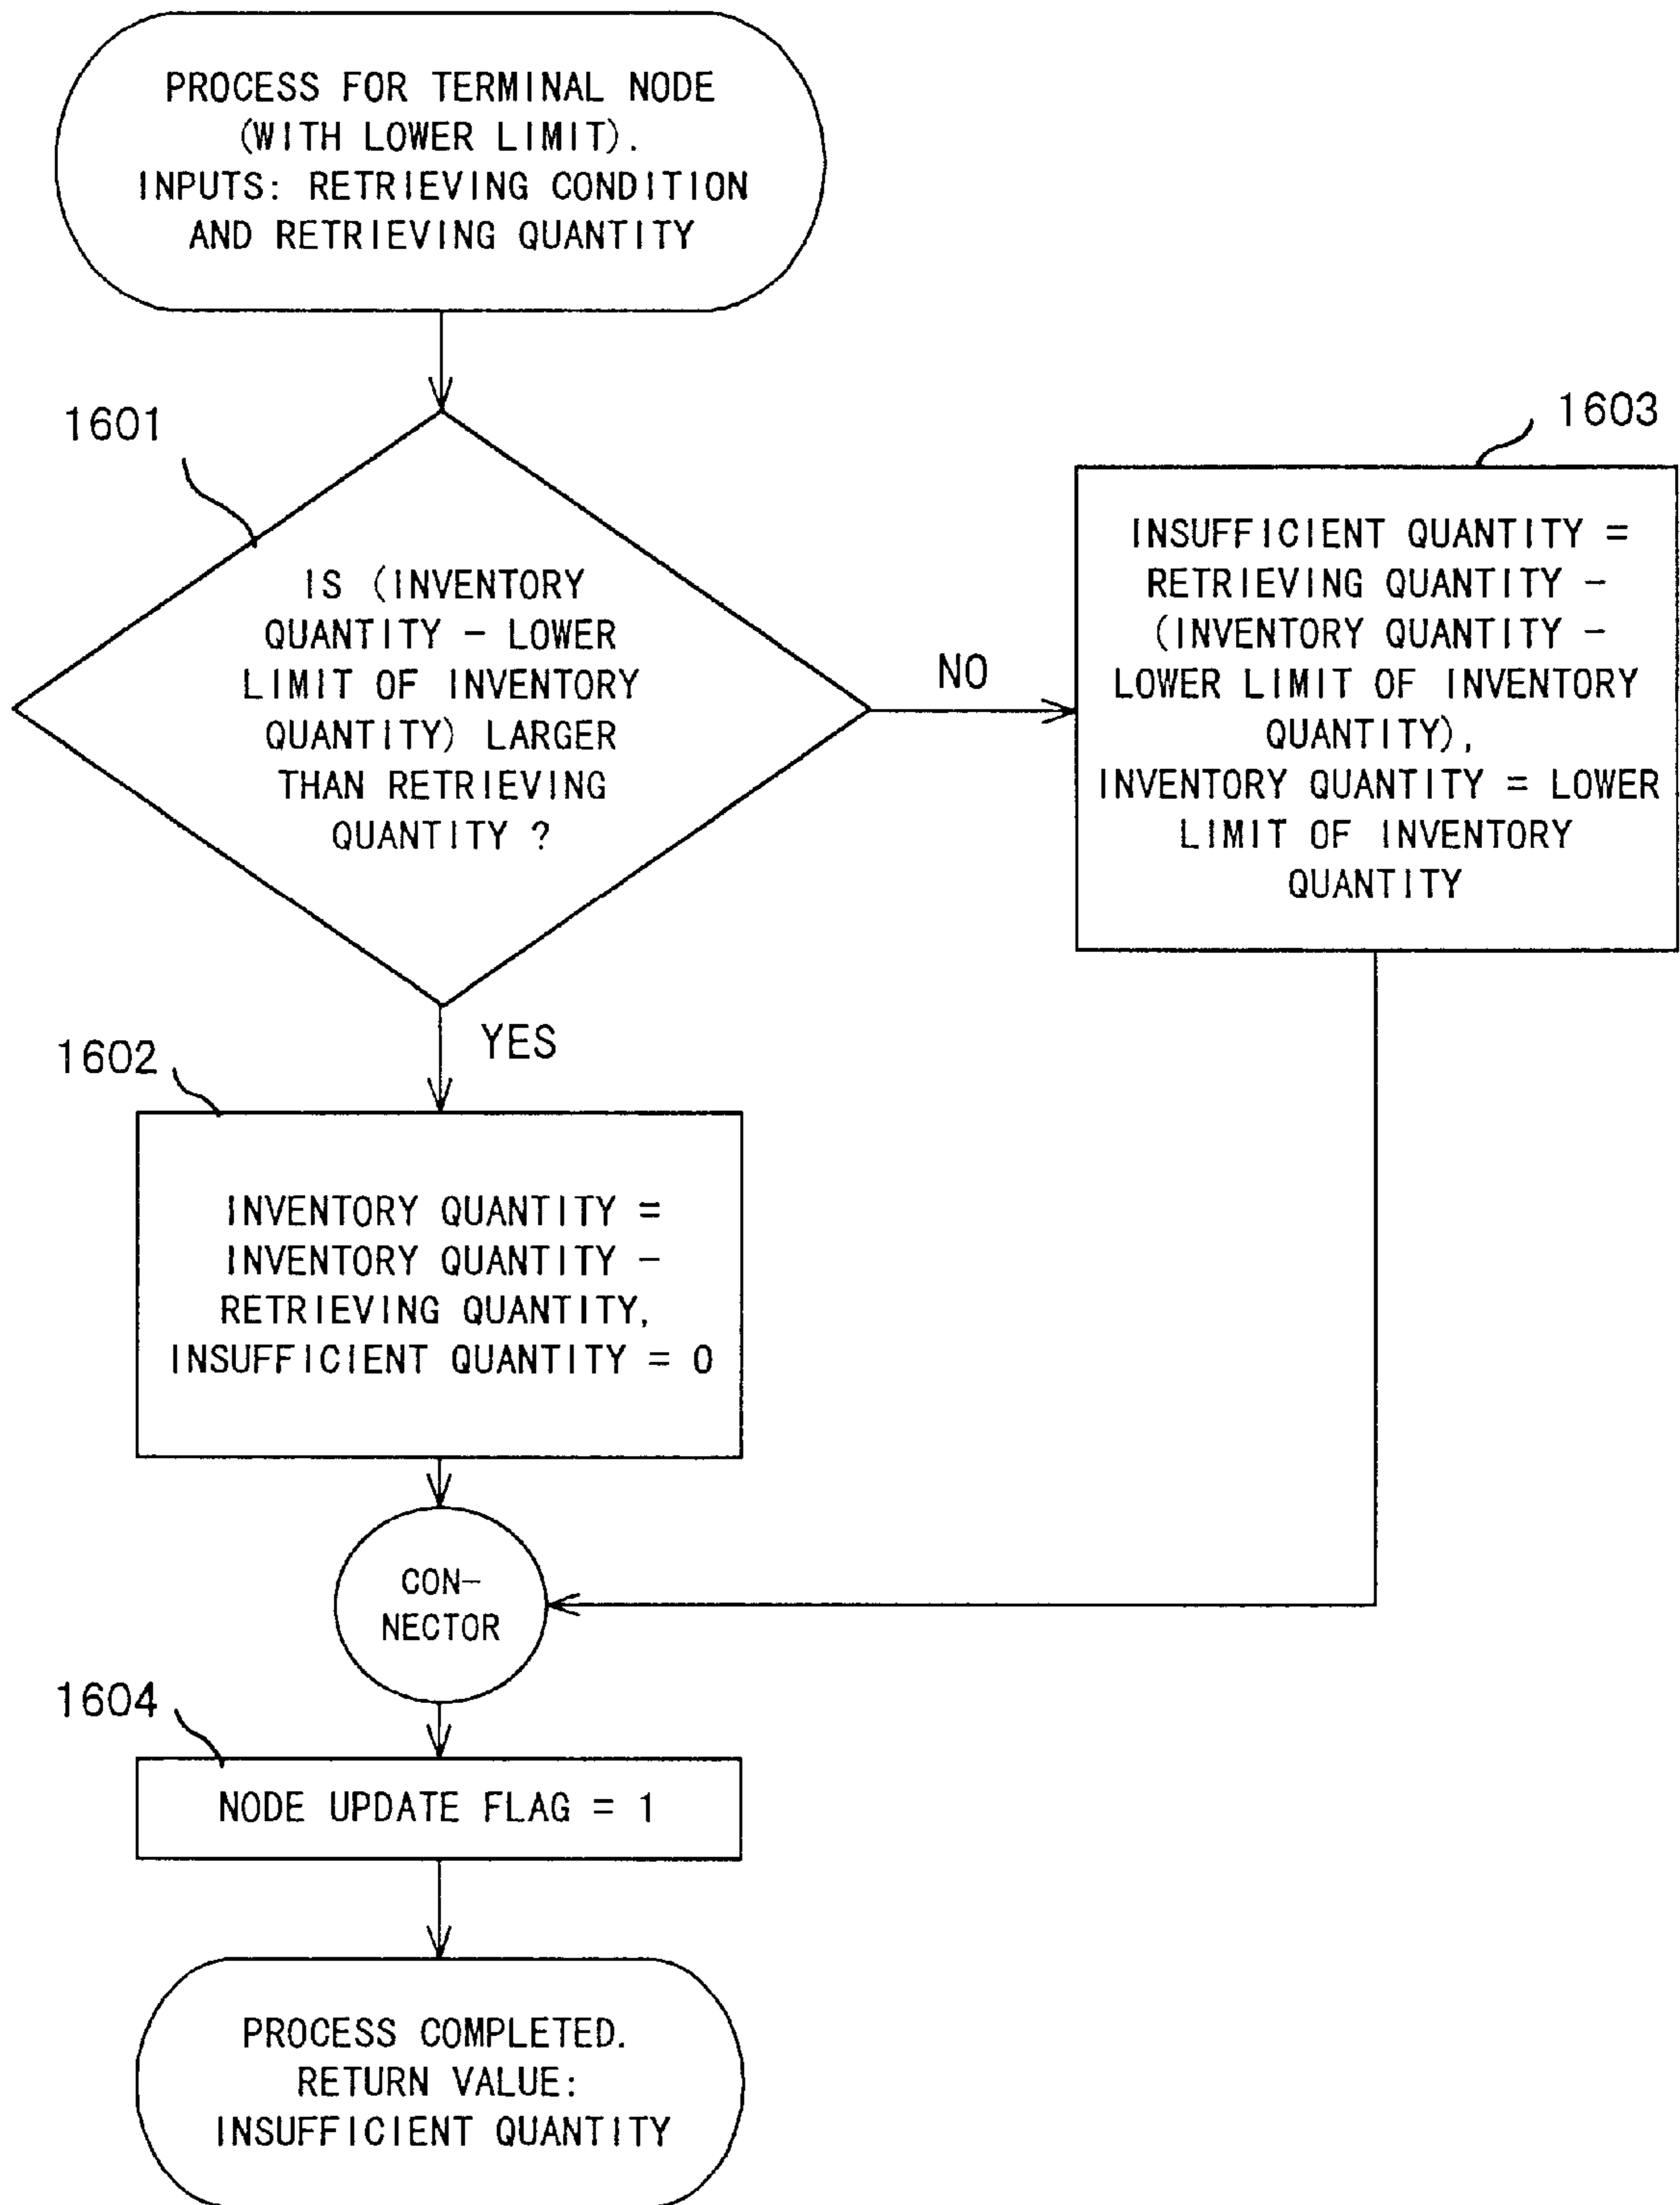 PROCESS FOR TERMINAL NODE
(WITH LOWER LIMIT).
INPUTS: RETRIEVING CONDITION
AND RETRIEVING QUANTITY
1601
IS (INVENTORY
QUANTITY - LOWER
LIMIT OF INVENTORY
QUANTITY) LARGER
THAN RETRIEVING
QUANTITY ?
NO
1603
INSUFFICIENT QUANTITY =
RETRIEVING QUANTITY -
(INVENTORY QUANTITY -
LOWER LIMIT OF INVENTORY
QUANTITY),
INVENTORY QUANTITY = LOWER
LIMIT OF INVENTORY
QUANTITY
YES
1602
INVENTORY QUANTITY =
INVENTORY QUANTITY -
RETRIEVING QUANTITY,
INSUFFICIENT QUANTITY = 0
CON-
NECTOR
1604
NODE UPDATE FLAG = 1
PROCESS COMPLETED.
RETURN VALUE:
INSUFFICIENT QUANTITY